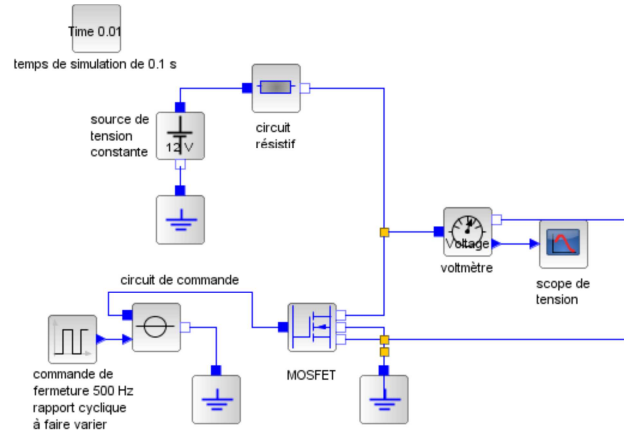 Time 0.01
temps de simulation de 0.1 s
source de
tension
constante
12 V
circuit
résistif
Voltage
voltmètre
scope de
tension
circuit de commande
MOSFET
commande de
fermeture 500 Hz
rapport cyclique
à faire varier